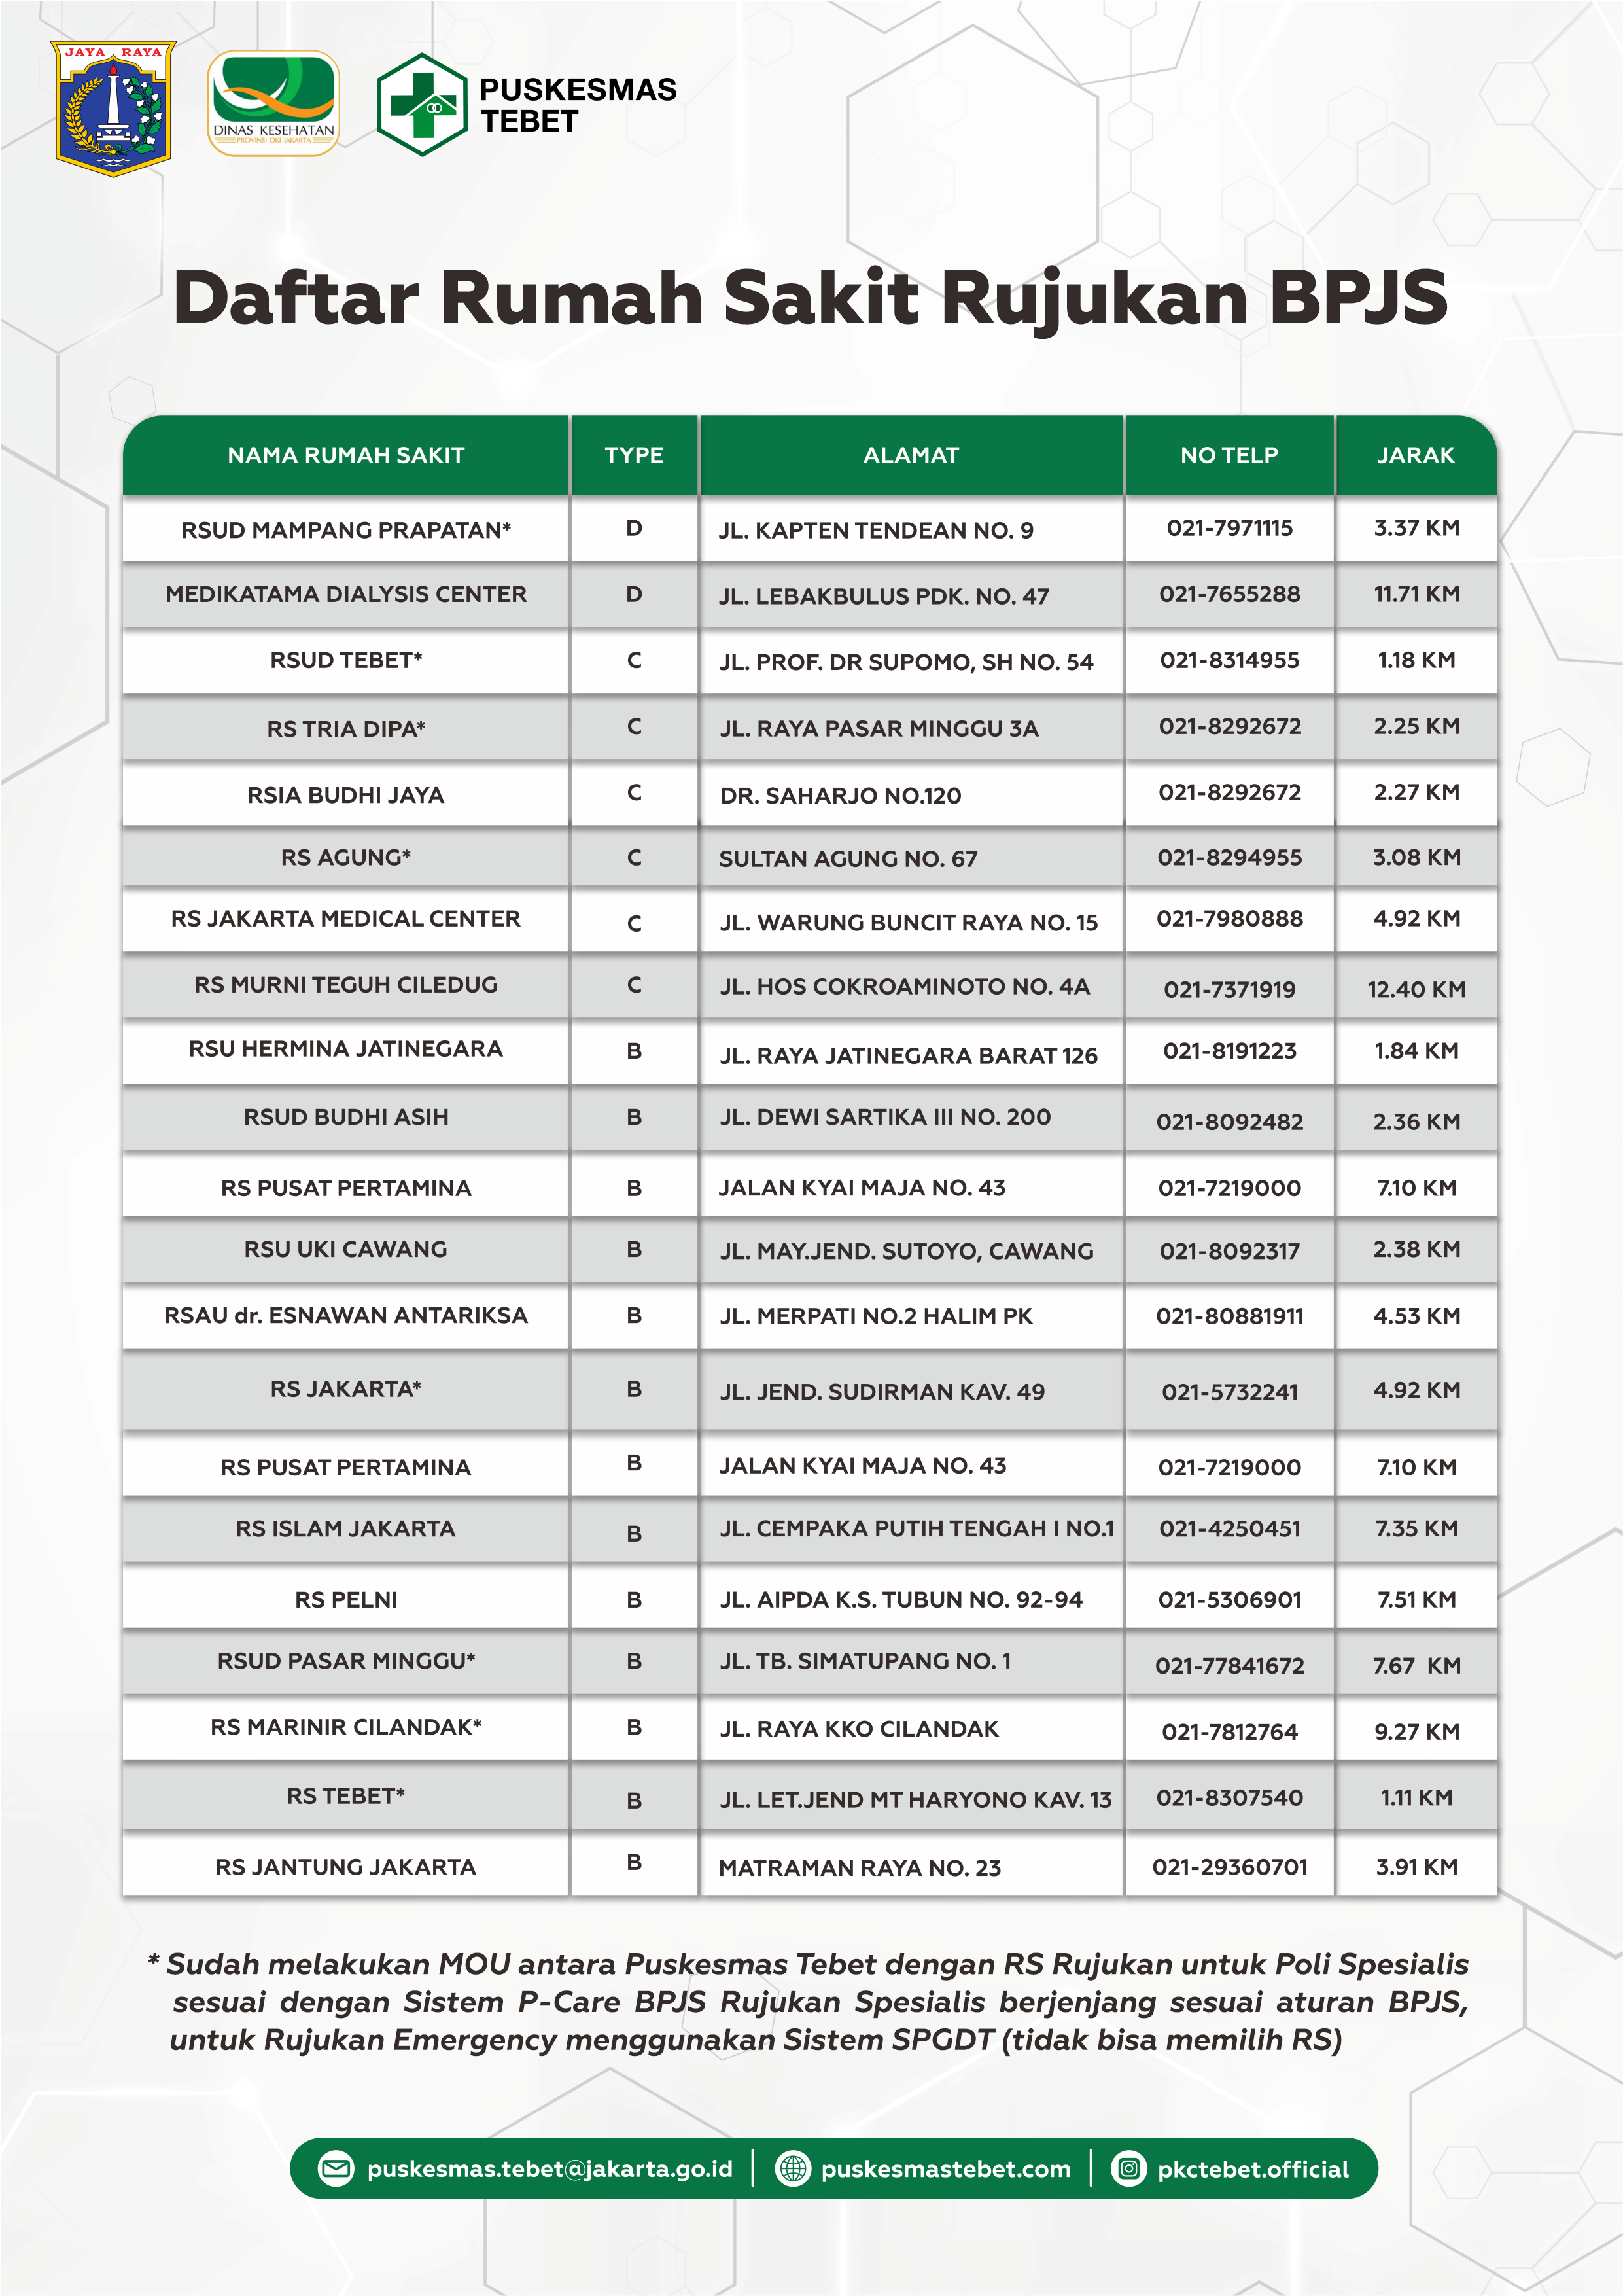 JAYA RAYA
DINAS KESEHATAN
PROVINSI DKI JAKARTA
PUSKESMAS
TEBET
Daftar Rumah Sakit Rujukan BPJS
NAMA RUMAH SAKIT TYPE ALAMAT NO TELP JARAK
RSUD MAMPANG PRAPATAN* D JL. KAPTEN TENDEAN NO. 9 021-7971115 3.37 KM
MEDIKATAMA DIALYSIS CENTER D JL. LEBAKBULUS PDK. NO. 47 021-7655288 11.71 KM
RSUD TEBET* C JL. PROF. DR SUPOMO, SH NO. 54 021-8314955 1.18 KM
RS TRIA DIPA* C JL. RAYA PASAR MINGGU 3A 021-8292672 2.25 KM
RSIA BUDHI JAYA C DR. SAHARJO NO.120 021-8292672 2.27 KM
RS AGUNG* C SULTAN AGUNG NO. 67 021-8294955 3.08 KM
RS JAKARTA MEDICAL CENTER C JL. WARUNG BUNCIT RAYA NO. 15 021-7980888 4.92 KM
RS MURNI TEGUH CILEDUG C JL. HOS COKROAMINOTO NO. 4A 021-7371919 12.40 KM
RSU HERMINA JATINEGARA B JL. RAYA JATINEGARA BARAT 126 021-8191223 1.84 KM
RSUD BUDHI ASIH B JL. DEWI SARTIKA III NO. 200 021-8092482 2.36 KM
RS PUSAT PERTAMINA B JALAN KYAI MAJA NO. 43 021-7219000 7.10 KM
RSU UKI CAWANG B JL. MAY.JEND. SUTOYO, CAWANG 021-8092317 2.38 KM
RSAU dr. ESNAWAN ANTARIKSA B JL. MERPATI NO.2 HALIM PK 021-80881911 4.53 KM
RS JAKARTA* B JL. JEND. SUDIRMAN KAV. 49 021-5732241 4.92 KM
RS PUSAT PERTAMINA B JALAN KYAI MAJA NO. 43 021-7219000 7.10 KM
RS ISLAM JAKARTA B JL. CEMPAKA PUTIH TENGAH I NO.1 021-4250451 7.35 KM
RS PELNI B JL. AIPDA K.S. TUBUN NO. 92-94 021-5306901 7.51 KM
RSUD PASAR MINGGU* B JL. TB. SIMATUPANG NO. 1 021-77841672 7.67 KM
RS MARINIR CILANDAK* B JL. RAYA KKO CILANDAK 021-7812764 9.27 KM
RS TEBET* B JL. LET.JEND MT HARYONO KAV. 13 021-8307540 1.11 KM
RS JANTUNG JAKARTA B MATRAMAN RAYA NO. 23 021-29360701 3.91 KM
* Sudah melakukan MOU antara Puskesmas Tebet dengan RS Rujukan untuk Poli Spesialis
sesuai dengan Sistem P-Care BPJS Rujukan Spesialis berjenjang sesuai aturan BPJS,
untuk Rujukan Emergency menggunakan Sistem SPGDT (tidak bisa memilih RS)
puskesmas.tebet@jakarta.go.id puskesmastebet.com pkctebet.official